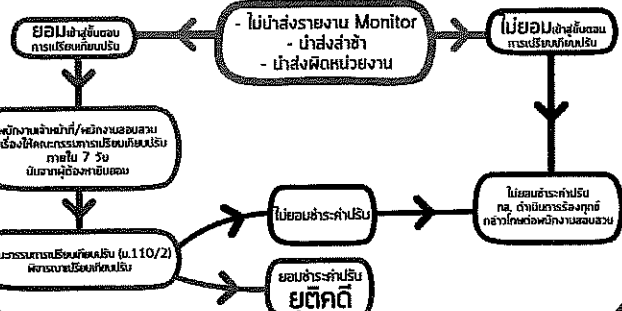 ยอมเข้าสู่ขั้นตอน
การเปรียบเทียบปรับ
- ไม่นำส่งรายงาน Monitor
- นำส่งล่าช้า
- นำส่งผิดหน่วยงาน
ไม่ยอมเข้าสู่ขั้นตอน
การเปรียบเทียบปรับ
พนักงานเจ้าหน้าที่/พนักงานสอบสวน
เรื่องให้คณะกรรมการเปรียบเทียบปรับ
ภายใน 7 วัน
นับจากผู้ต้องหายินยอม
ไม่ยอมชำระค่าปรับ
ไม่ยอมชำระค่าปรับ
กส. ดำเนินการร้องทุกข์
กล่าวโทษต่อพนักงานสอบสวน
คณะกรรมการเปรียบเทียบปรับ (ม.110/2)
พิจารณาเปรียบเทียบปรับ
ยอมชำระค่าปรับ
ยุติคดี